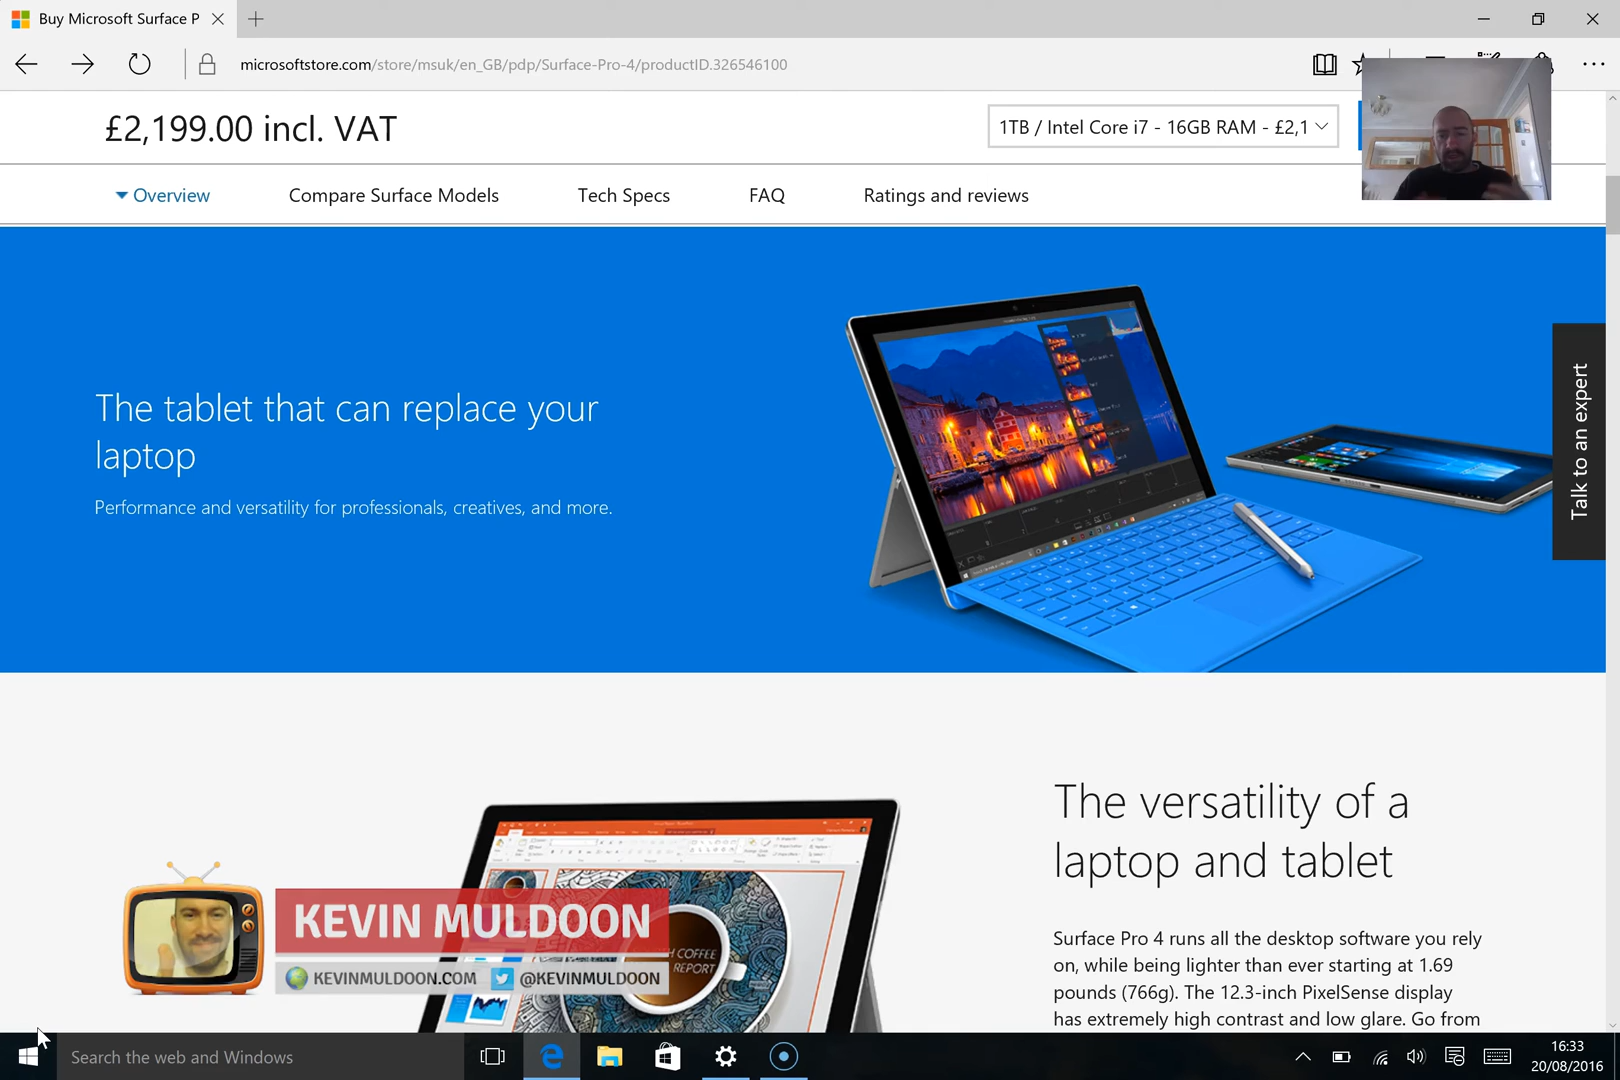 Buy Microsoft Surface P
microsoftstore.com/store/msuk/en_GB/pdp/Surface-Pro-4/productID.326546100
£2,199.00 incl. VAT
1TB / Intel Core i7 - 16GB RAM - £2,1
Overview
Compare Surface Models
Tech Specs
FAQ
Ratings and reviews
The tablet that can replace your
laptop
Performance and versatility for professionals, creatives, and more.
Talk to an expert
The versatility of a
laptop and tablet
Surface Pro 4 runs all the desktop software you rely
on, while being lighter than ever starting at 1.69
pounds (766g). The 12.3-inch PixelSense display
has extremely high contrast and low glare. Go from
COFFEE
REPORT
KEVIN MULDOON
KEVINMULDOON.COM
@KEVINMULDOON
Search the web and Windows
16:33
20/08/2016